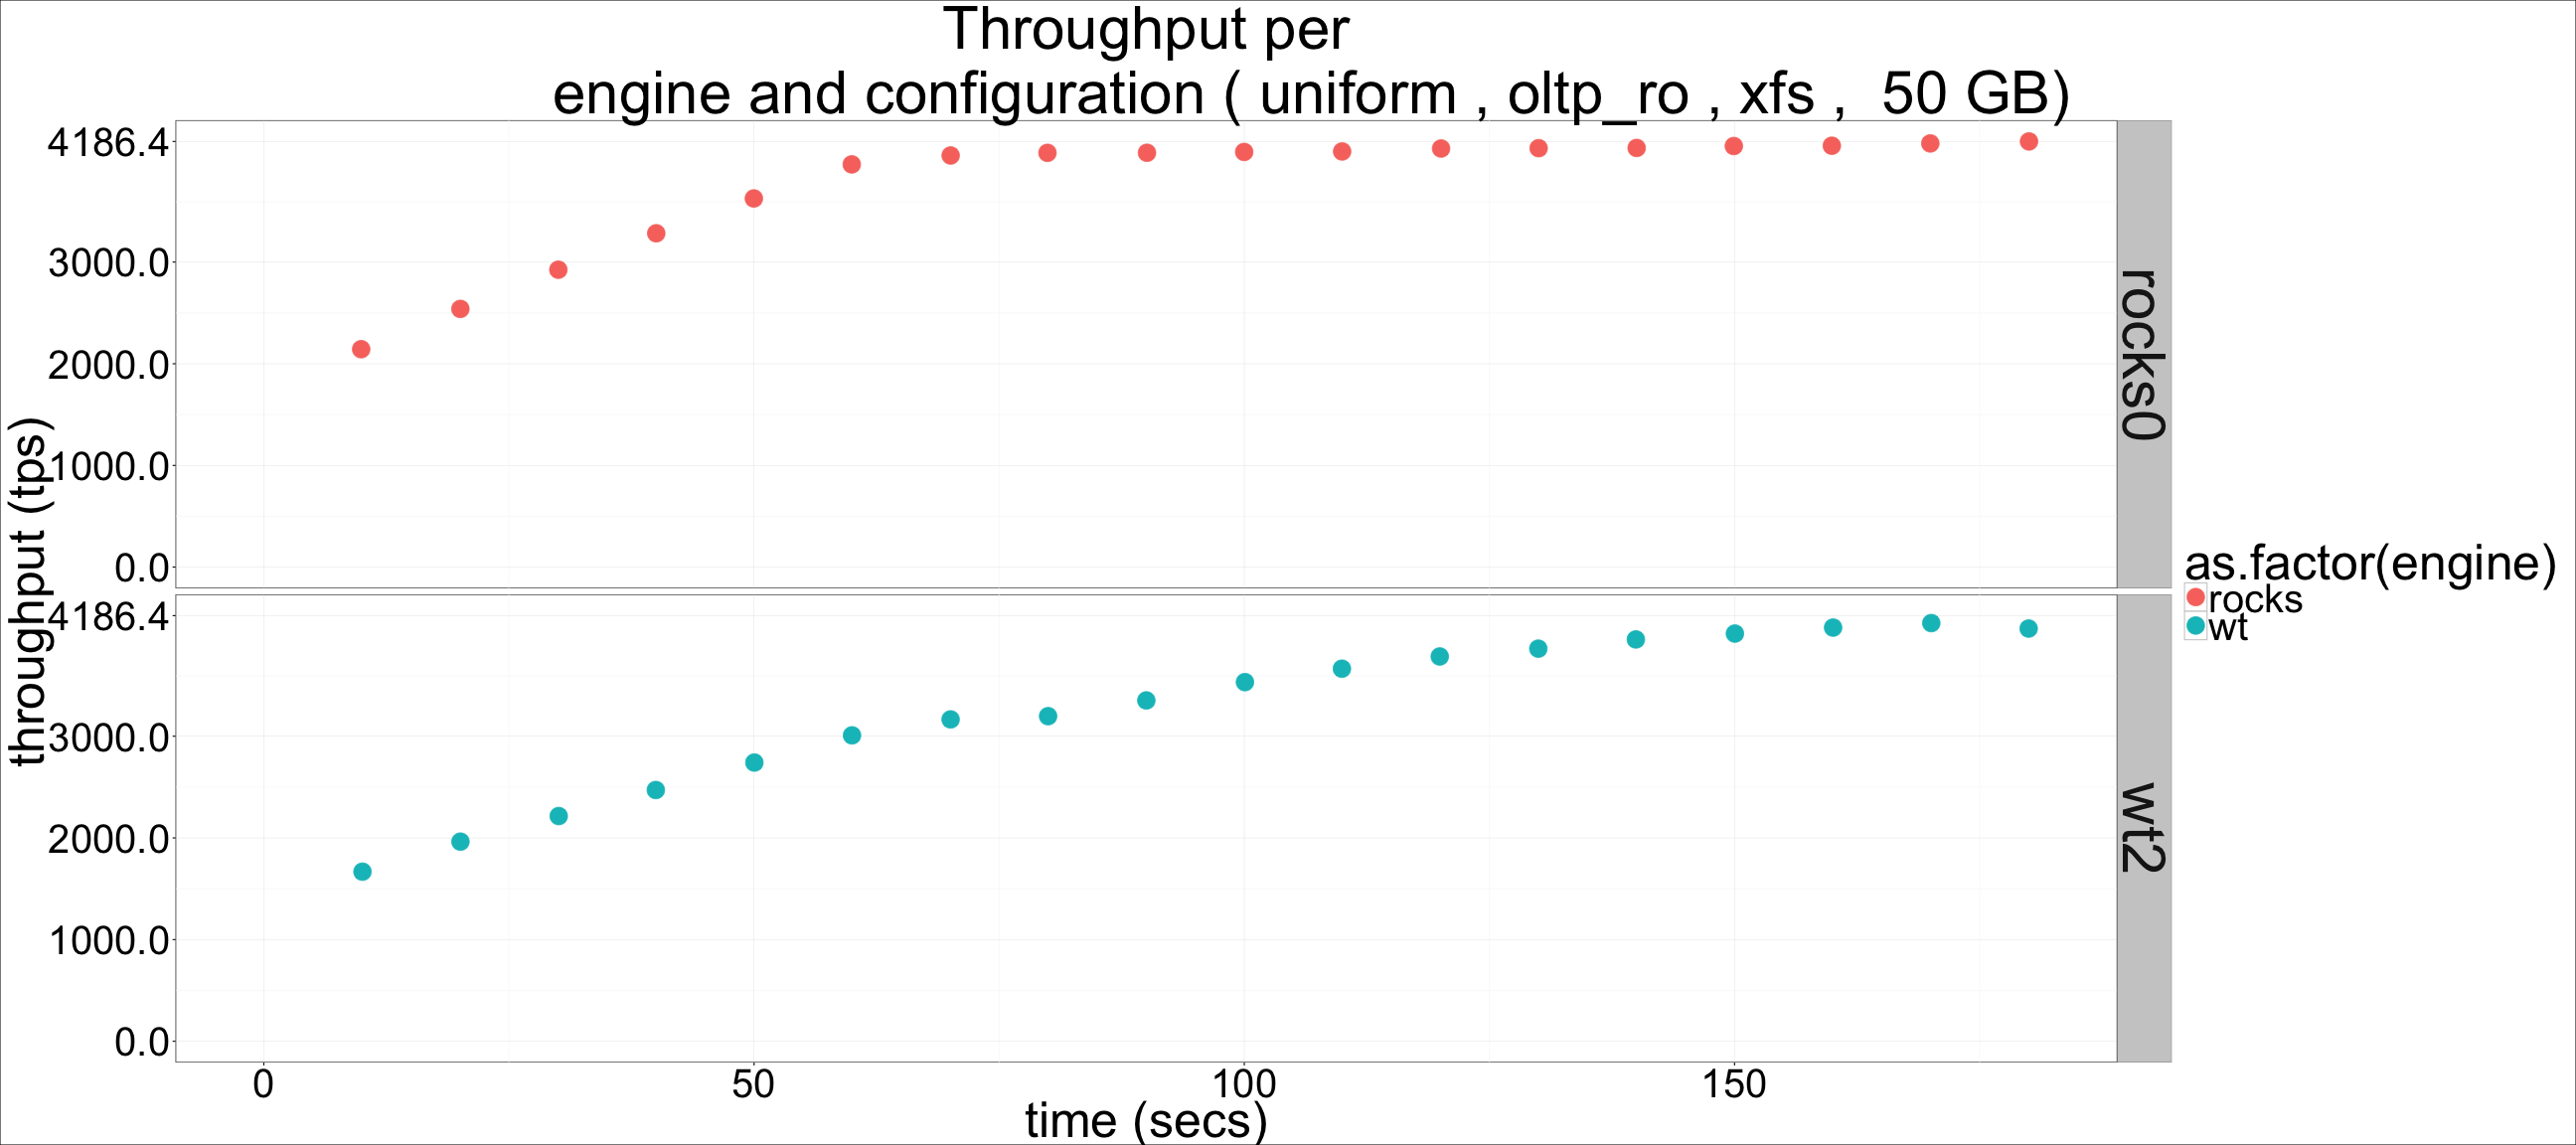 Throughput per
engine and configuration ( uniform , oltp_ro , xfs ,  50 GB)
throughput (tps)
4186.4
3000.0
2000.0
1000.0
0.0
rocks0
4186.4
3000.0
2000.0
1000.0
0.0
wt2
0 50 100 150
time (secs)
as.factor(engine)
rocks
wt